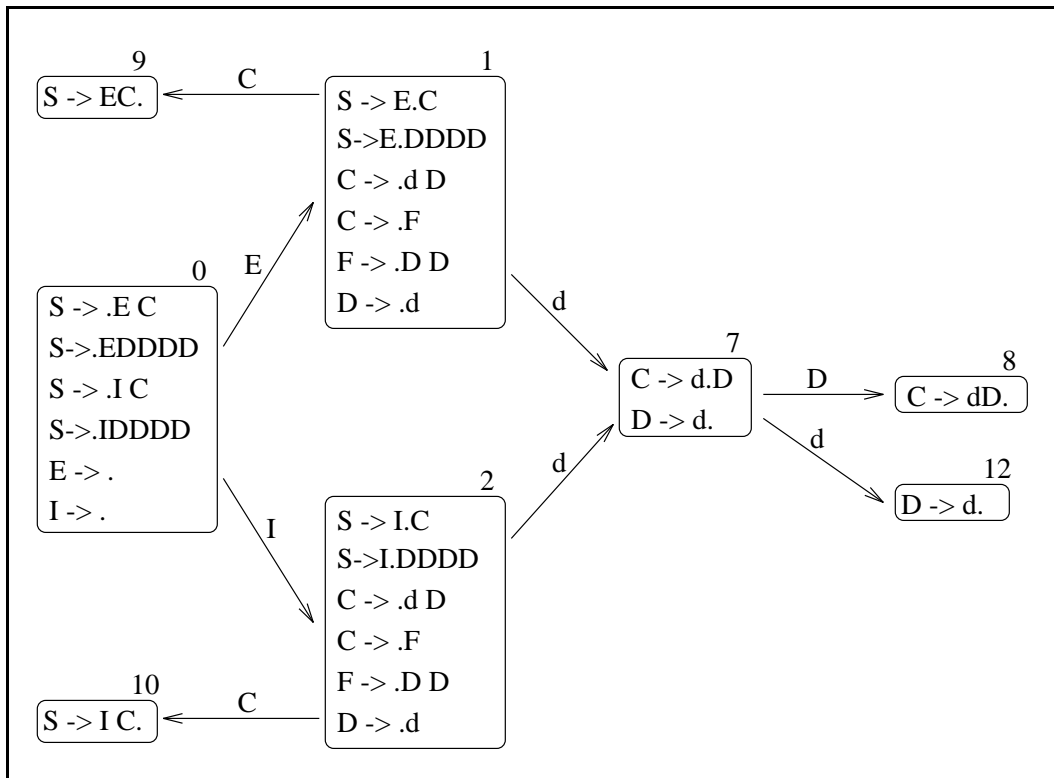 9
S -> EC.
C
1
S -> E.C
S->E.DDDD
C -> .d D
C -> .F
F -> .D D
D -> .d
E
0
S -> .E C
S->.EDDDD
S -> .I C
S->.IDDDD
E -> .
I -> .
d
7
C -> d.D
D -> d.
D
8
C -> dD.
d
12
D -> d.
I
d
2
S -> I.C
S->I.DDDD
C -> .d D
C -> .F
F -> .D D
D -> .d
10
S -> I C.
C